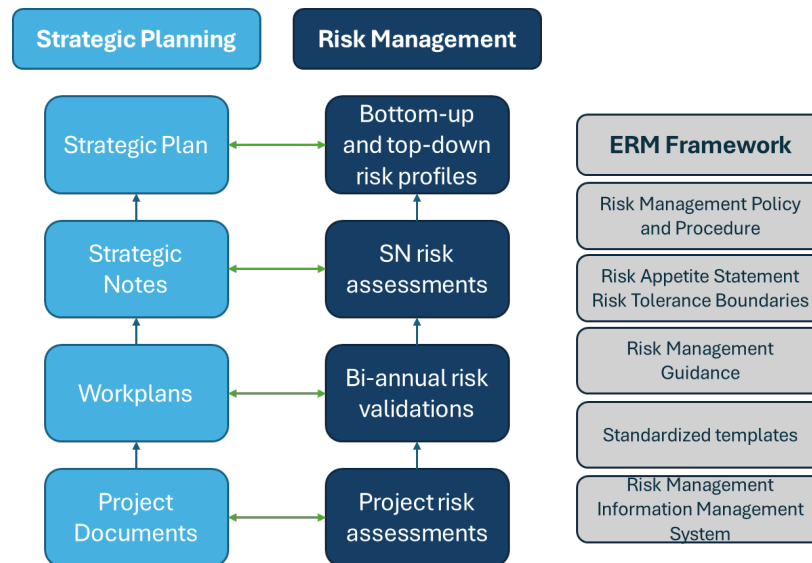 Strategic Planning
Risk Management
Strategic Plan
Bottom-up
and top-down
risk profiles
ERM Framework
Risk Management Policy
and Procedure
Strategic
Notes
SN risk
assessments
Risk Appetite Statement
Risk Tolerance Boundaries
Risk Management
Guidance
Workplans
Bi-annual risk
validations
Standardized templates
Project
Documents
Project risk
assessments
Risk Management
Information Management
System